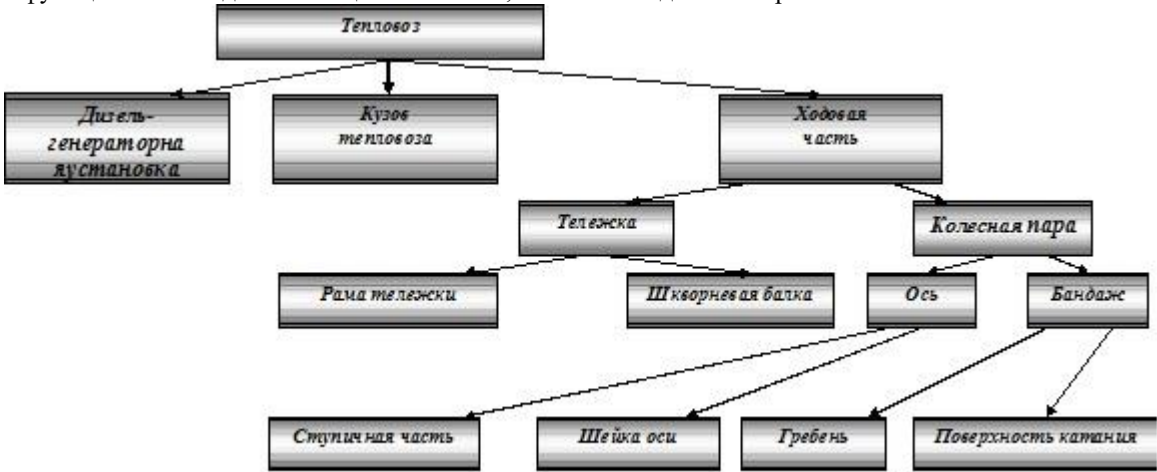 Тепловоз
Дизель-
генераторна
яустановка
Кузов
тепловоза
Ходовая
часть
Тележка
Колесная пара
Рама тележки
Шкворневая балка
Ось
Бандаж
Ступичная часть
Шейка оси
Гребень
Поверхность катания